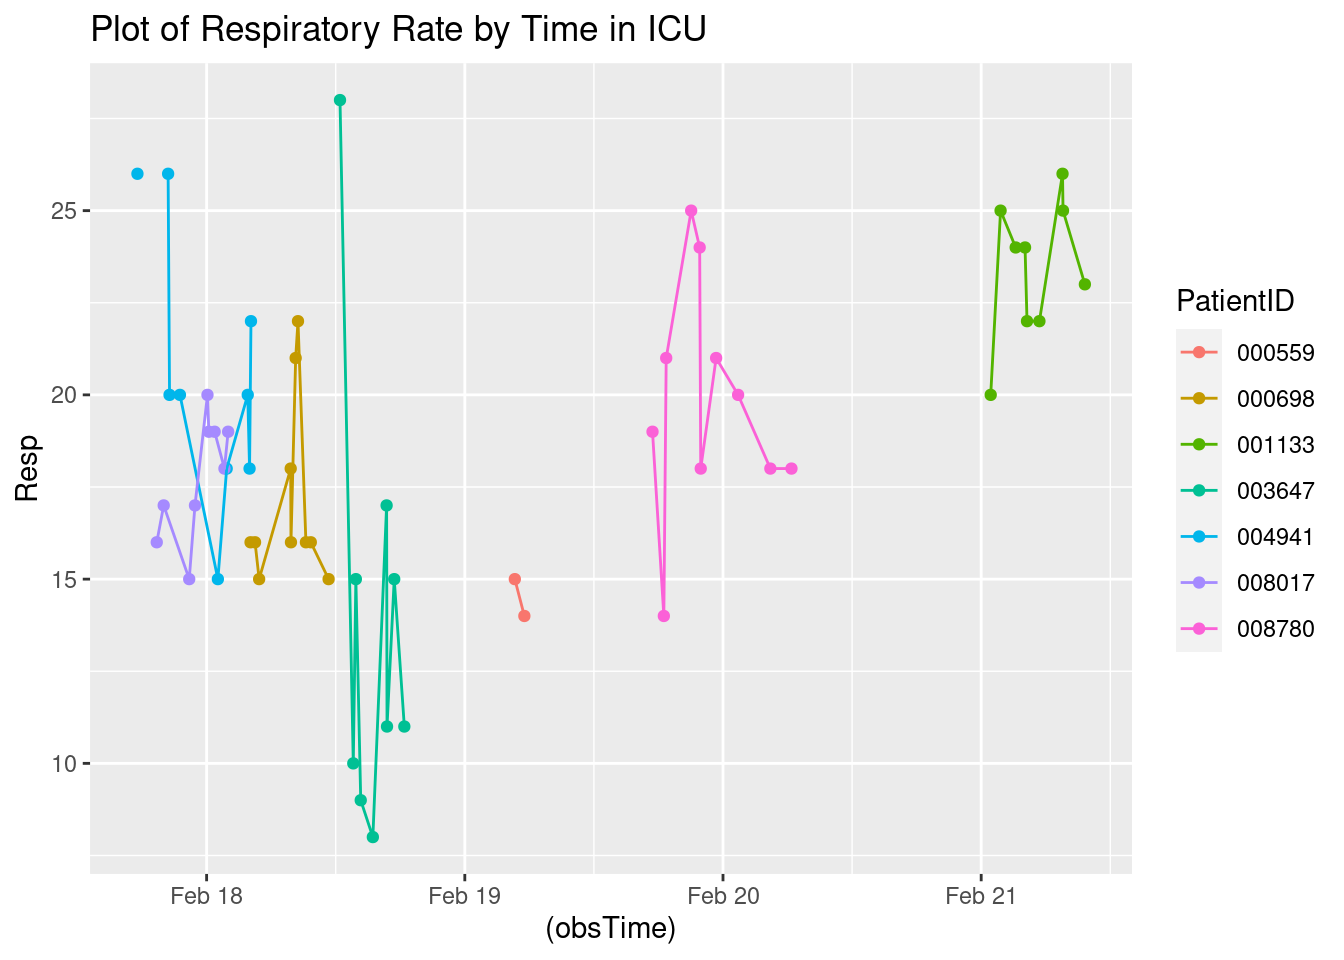 Plot of Respiratory Rate by Time in ICU
Resp
25
20
15
10
Feb 18
Feb 19
Feb 20
Feb 21
(obsTime)
PatientID
000559
000698
001133
003647
004941
008017
008780